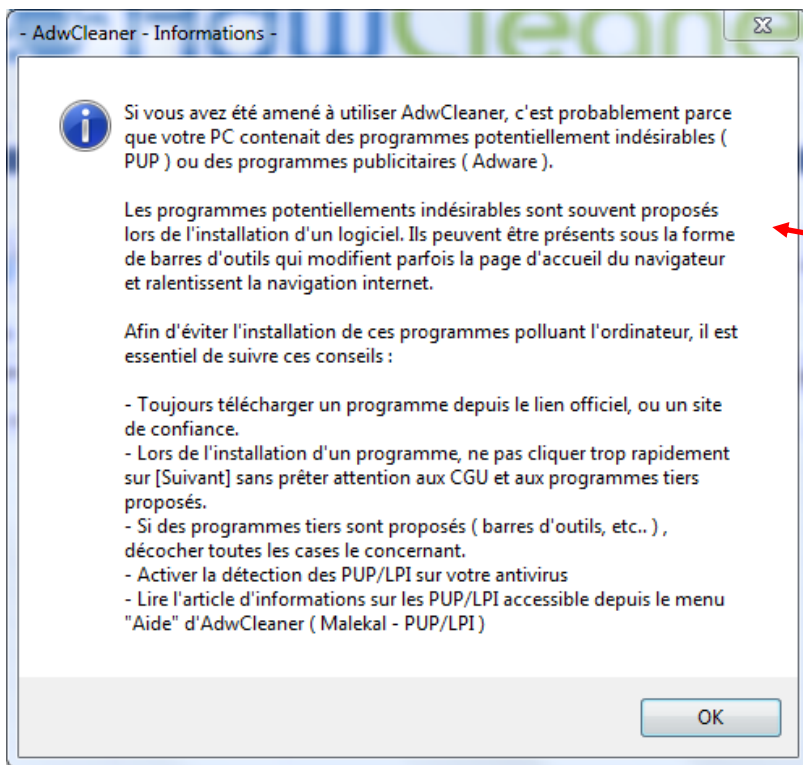 AdwCleaner
- AdwCleaner - Informations -
Si vous avez été amené à utiliser AdwCleaner, c'est probablement parce
que votre PC contenait des programmes potentiellement indésirables (
PUP ) ou des programmes publicitaires ( Adware ).
Les programmes potentiellements indésirables sont souvent proposés
lors de l'installation d'un logiciel. Ils peuvent être présents sous la forme
de barres d'outils qui modifient parfois la page d'accueil du navigateur
et ralentissent la navigation internet.
Afin d'éviter l'installation de ces programmes polluant l'ordinateur, il est
essentiel de suivre ces conseils :
- Toujours télécharger un programme depuis le lien officiel, ou un site
de confiance.
- Lors de l'installation d'un programme, ne pas cliquer trop rapidement
sur [Suivant] sans prêter attention aux CGU et aux programmes tiers
proposés.
- Si des programmes tiers sont proposés ( barres d'outils, etc.. ) ,
décocher toutes les cases le concernant.
- Activer la détection des PUP/LPI sur votre antivirus
- Lire l'article d'informations sur les PUP/LPI accessible depuis le menu
"Aide" d'AdwCleaner ( Malekal - PUP/LPI )
OK